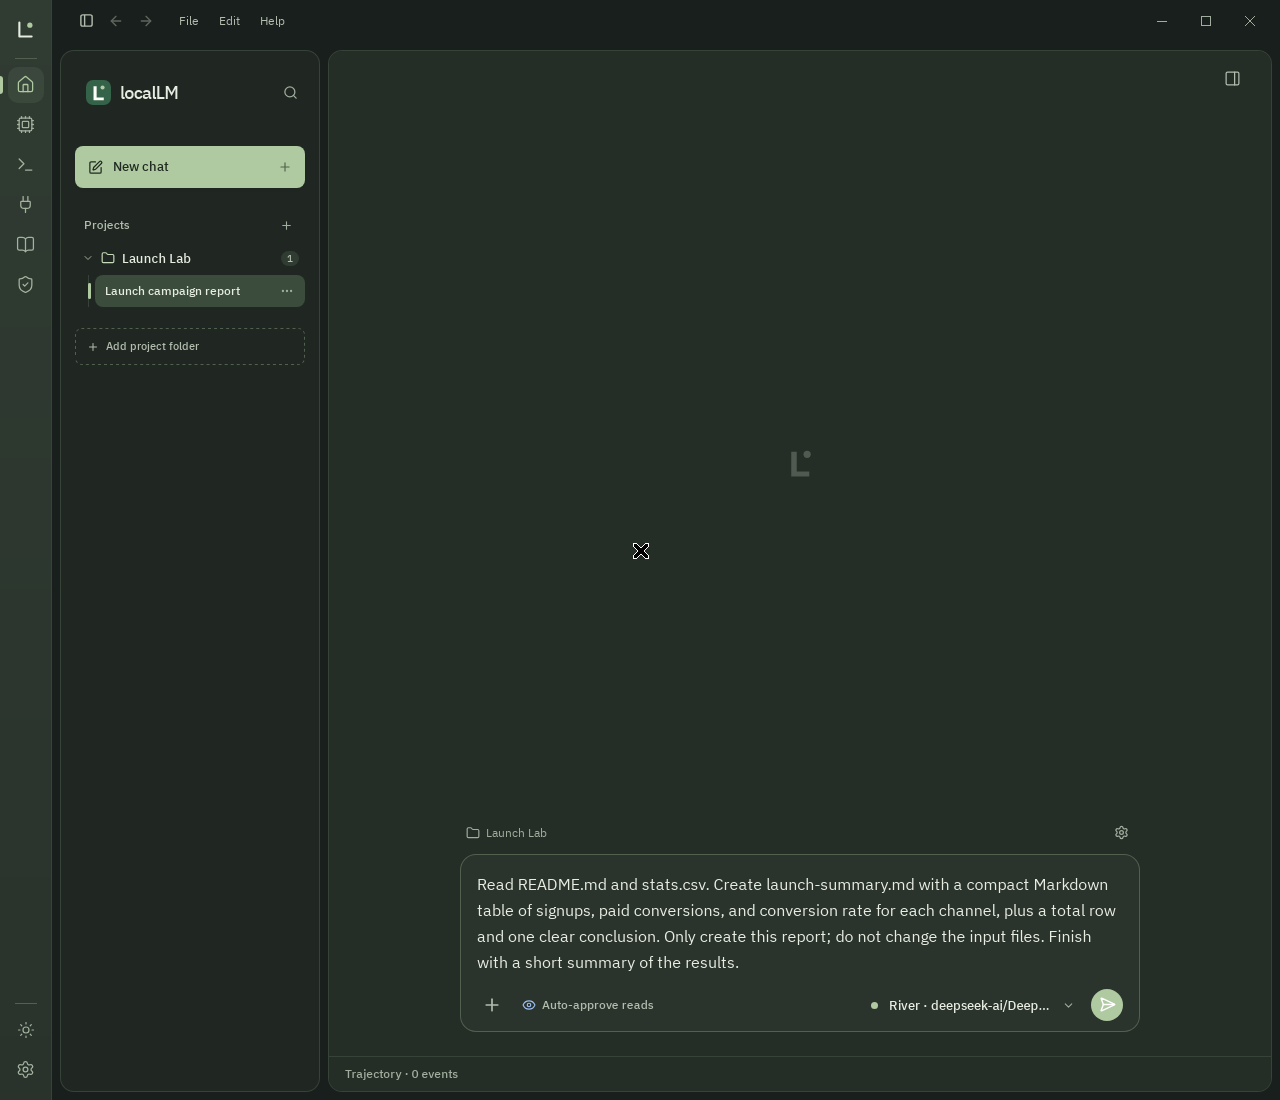 File Edit Help
localLM
New chat
Projects
Launch Lab 1
Launch campaign report
Add project folder
Launch Lab
Read README.md and stats.csv. Create launch-summary.md with a compact Markdown
table of signups, paid conversions, and conversion rate for each channel, plus a total row
and one clear conclusion. Only create this report; do not change the input files. Finish
with a short summary of the results.
Auto-approve reads
River · deepseek-ai/Deep...
Trajectory · 0 events